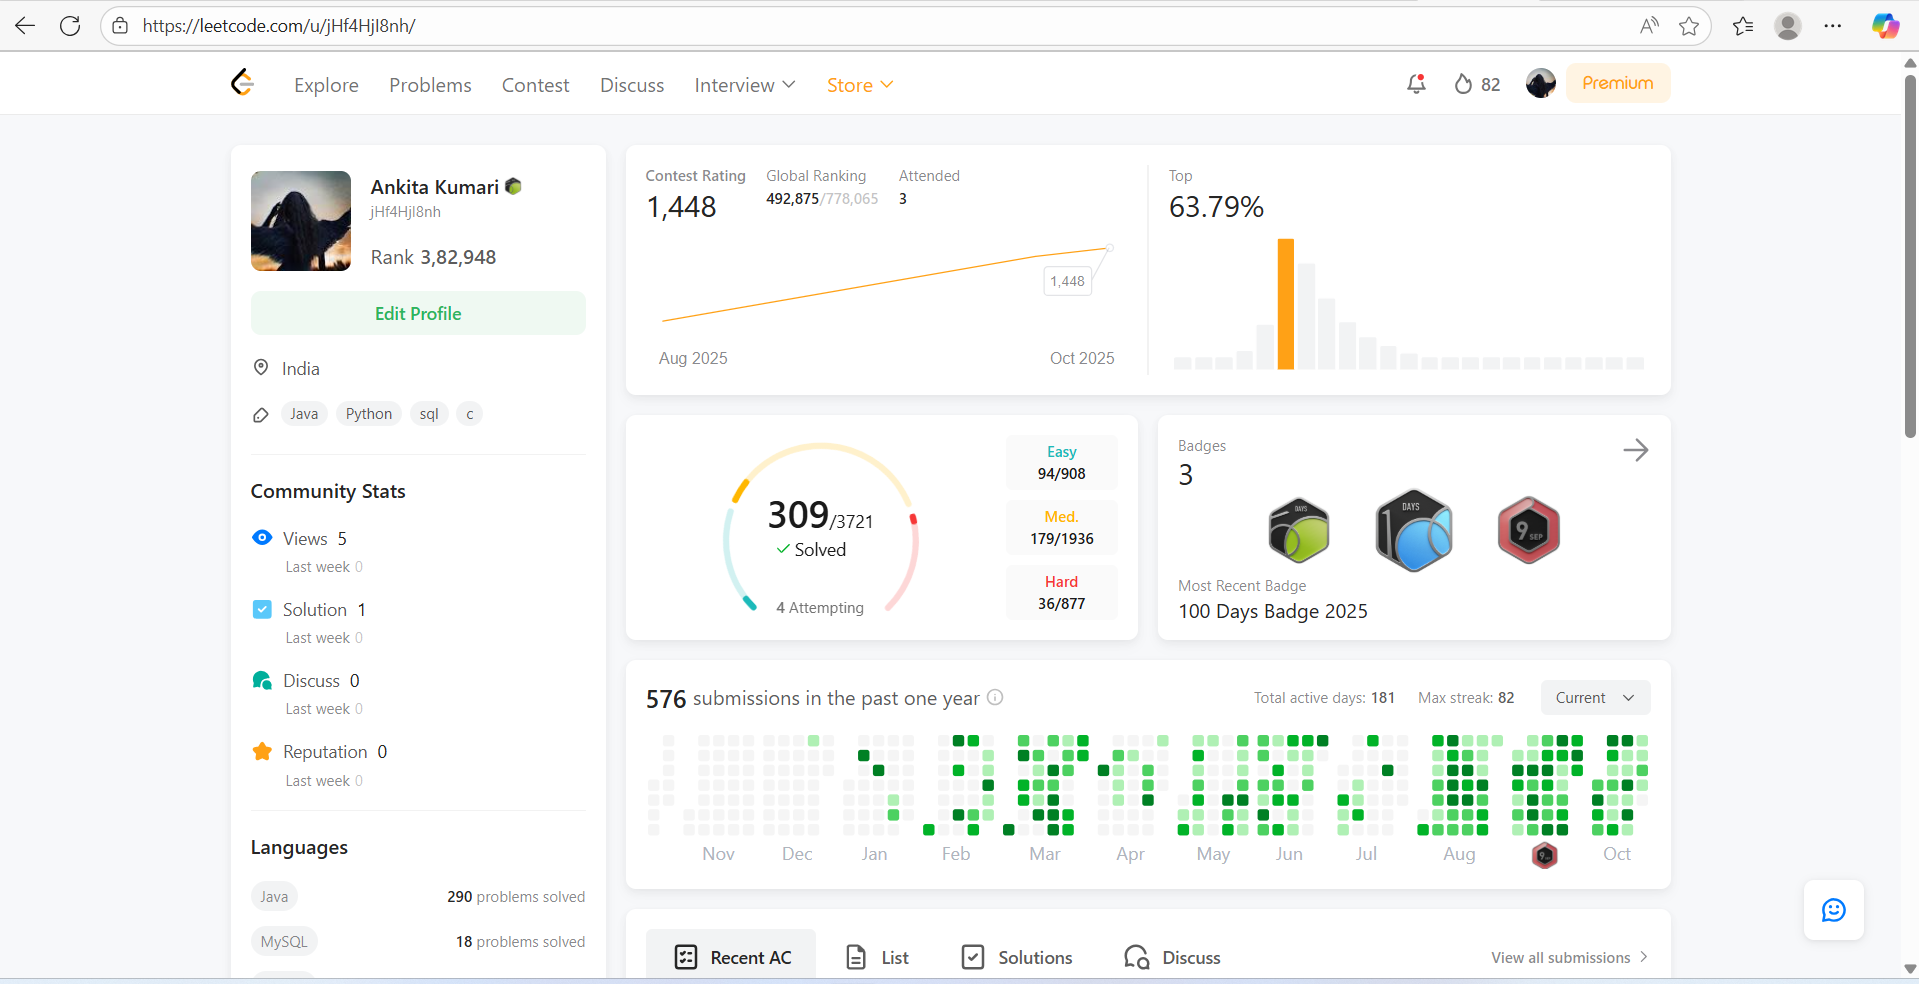 https://leetcode.com/u/jHf4HjI8nh/
Explore Problems Contest Discuss Interview Store 82 Premium
Ankita Kumari
jHf4HjI8nh
Rank 3,82,948
Edit Profile
India
Java Python sql c
Community Stats
Views 5
Last week 0
Solution 1
Last week 0
Discuss 0
Last week 0
Reputation 0
Last week 0
Languages
Java 290 problems solved
MySQL 18 problems solved
Contest Rating
1,448
Global Ranking
492,875/778,065
Attended
3
1,448
Aug 2025 Oct 2025
Top
63.79%
309/3721
Solved
4 Attempting
Easy
94/908
Med.
179/1936
Hard
36/877
Badges
3
DAYS
DAYS
9 SEP
Most Recent Badge
100 Days Badge 2025
576 submissions in the past one year
Total active days: 181 Max streak: 82 Current
Nov Dec Jan Feb Mar Apr May Jun Jul Aug Oct
Recent AC List Solutions Discuss View all submissions